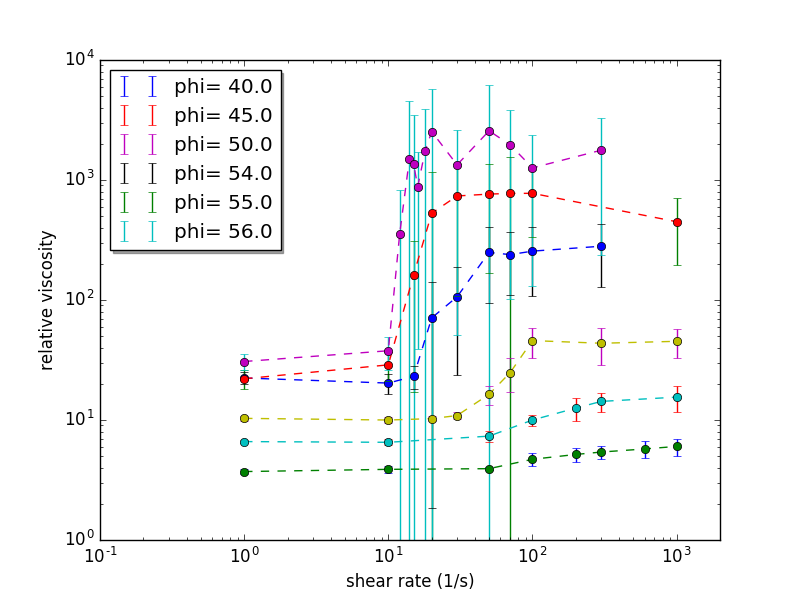 10^4
10^3
10^2
10^1
10^0
relative viscosity
phi= 40.0
phi= 45.0
phi= 50.0
phi= 54.0
phi= 55.0
phi= 56.0
10^-1
10^0
10^1
10^2
10^3
shear rate (1/s)